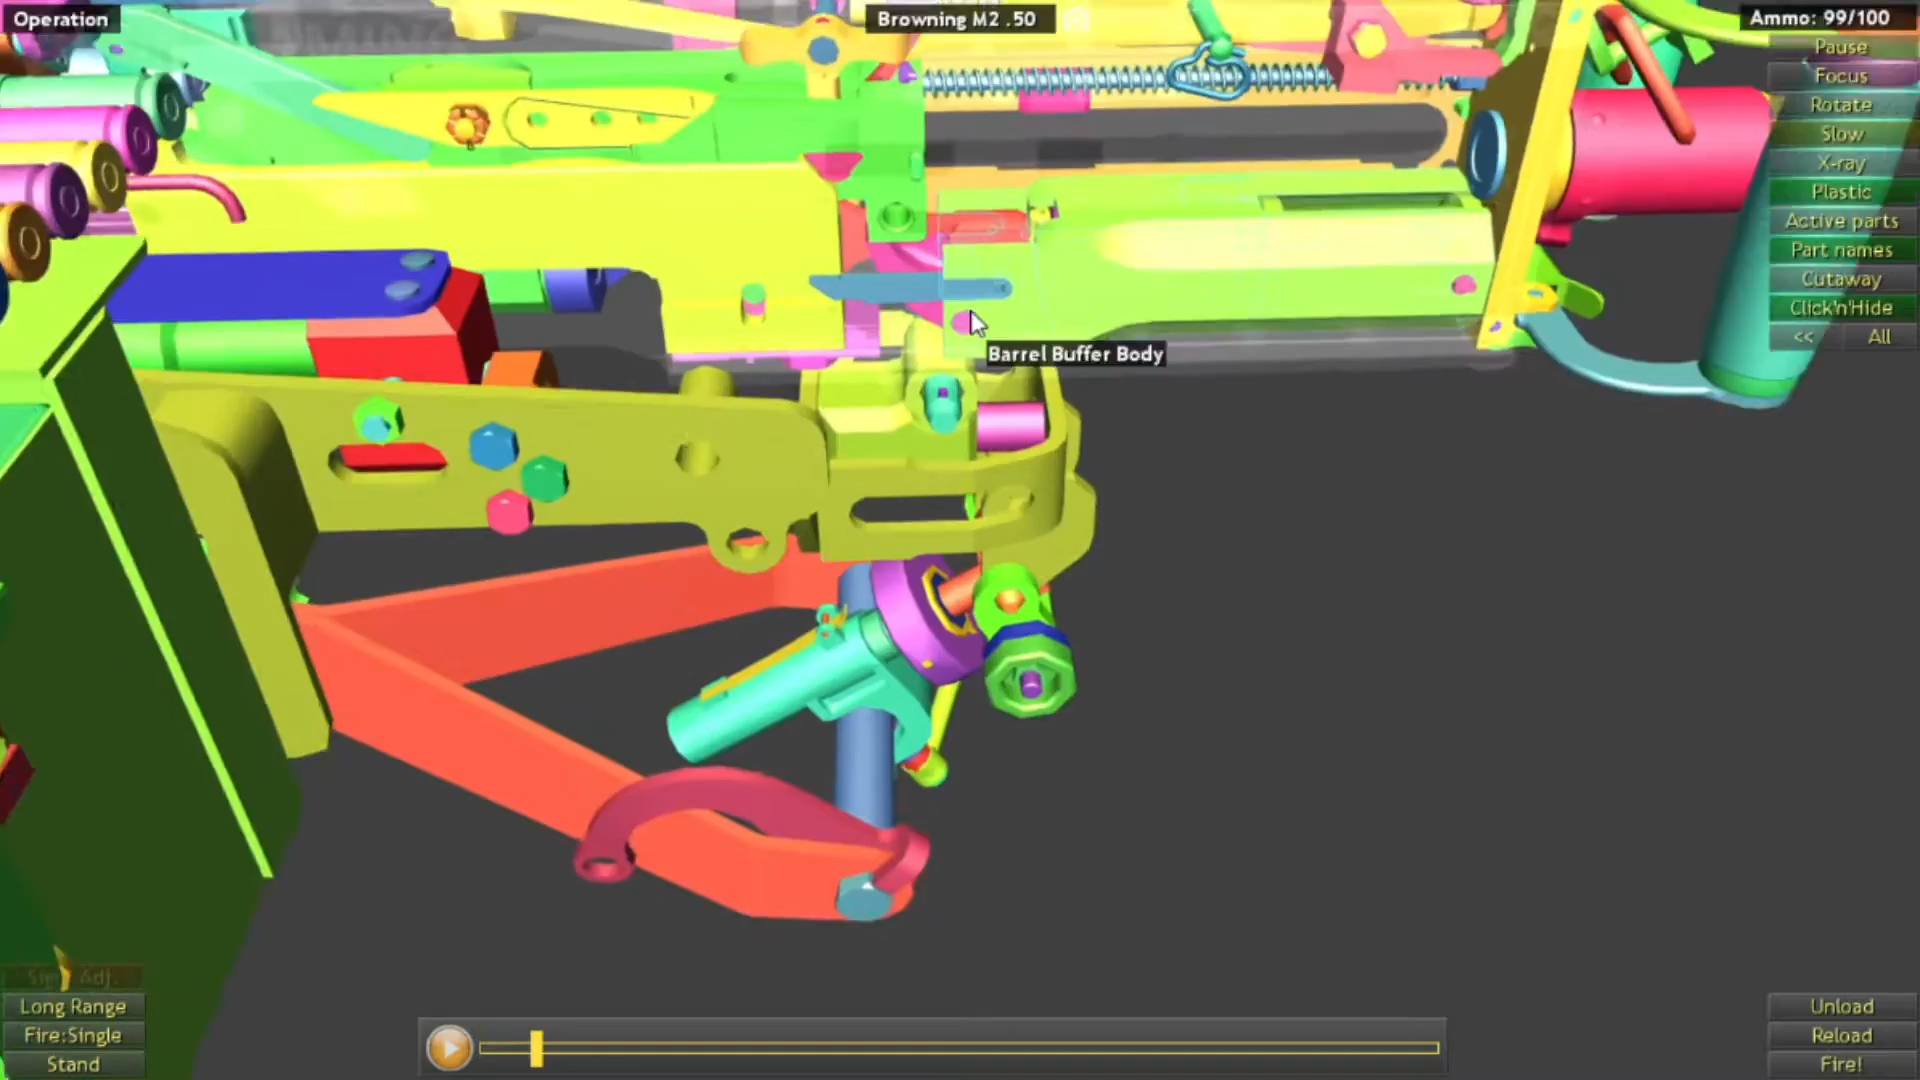 Operation
Browning M2 .50
Ammo: 99/100
Pause
Focus
Rotate
Slow
X-ray
Plastic
Active parts
Part names
Cutaway
Click'n'Hide
<< All
Barrel Buffer Body
Adj.
Long Range
Fire:Single
Stand
Unload
Reload
Fire!